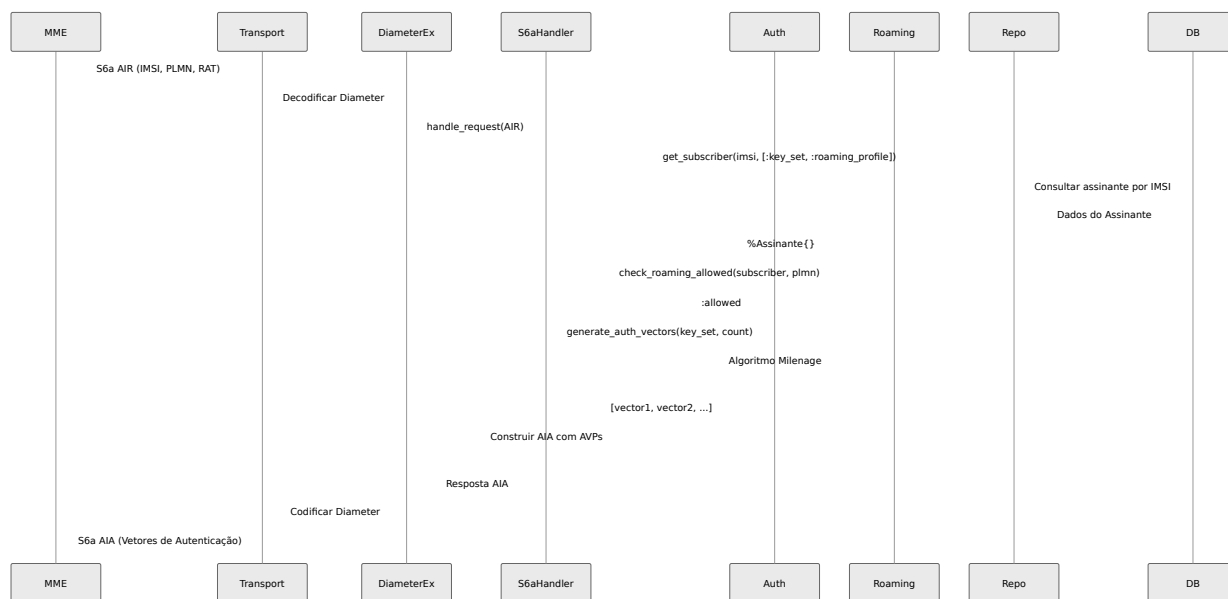 MME Transport DiameterEx S6aHandler Auth Roaming Repo DB
S6a AIR (IMSI, PLMN, RAT)
Decodificar Diameter
handle_request(AIR)
get_subscriber(imsi, [:key_set, :roaming_profile])
Consultar assinante por IMSI
Dados do Assinante
%Assinante{}
check_roaming_allowed(subscriber, plmn)
:allowed
generate_auth_vectors(key_set, count)
Algoritmo Milenage
[vector1, vector2, ...]
Construir AIA com AVPs
Resposta AIA
Codificar Diameter
S6a AIA (Vetores de Autenticação)
MME Transport DiameterEx S6aHandler Auth Roaming Repo DB